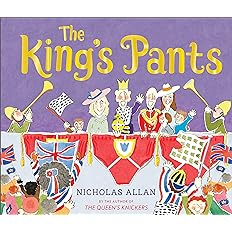 The
King's Pants
NICHOLAS ALLAN
BY THE AUTHOR OF
THE QUEEN'S KNICKERS